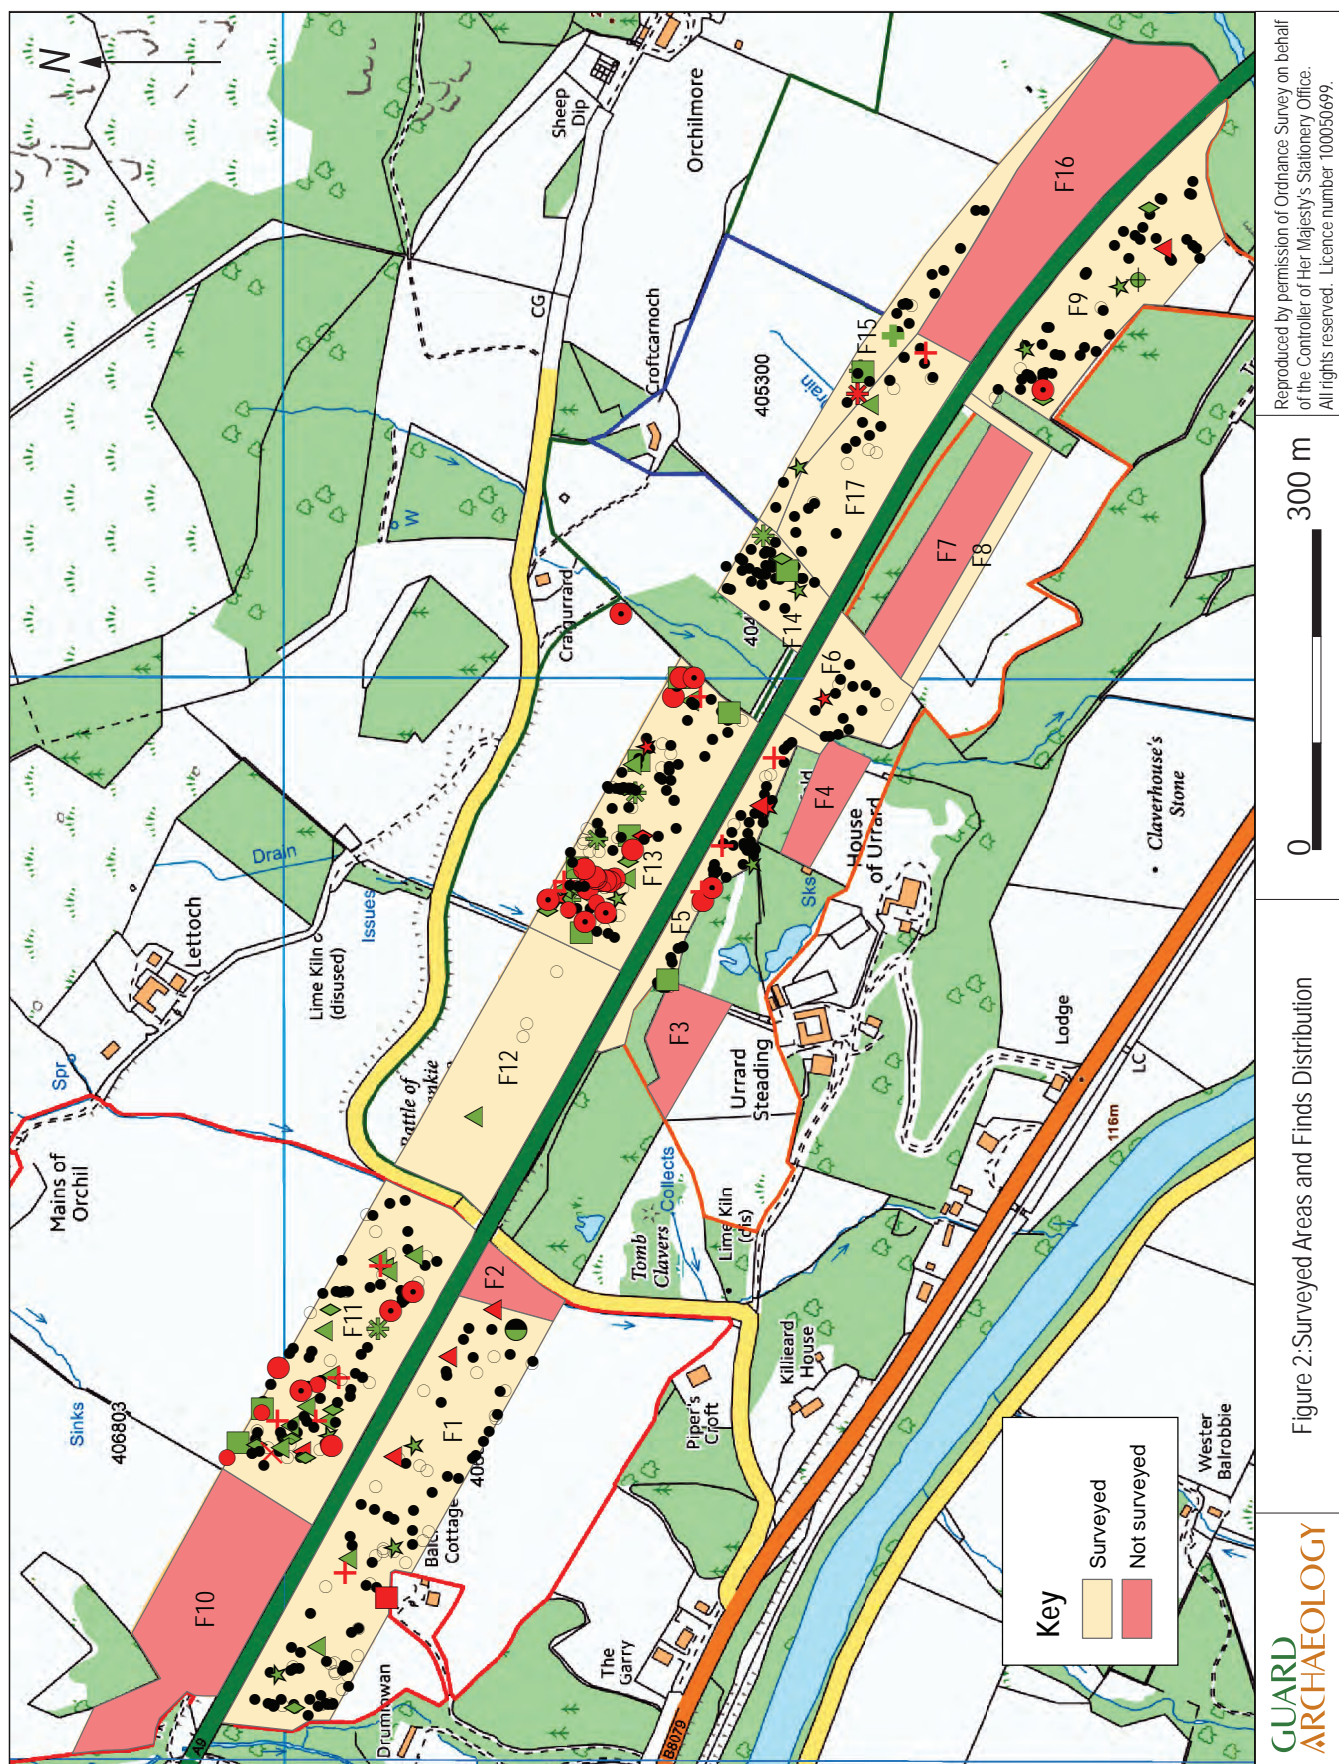 N
Sheep
Dip
Orchilmore
CG
Croftcarnoch
405300
Drain
F15
F16
F17
F9
F7
F8
F14
F6
W
Craigurrard
Drain
Issues
Lettoch
Lime Kiln
(disused)
Spr
Mains of
Orchil
Battle of
F13
F12
F5
F4
F3
House
of Urrard
Sks
Claverhouse's
Stone
Urrard
Steading
Lodge
LC
116m
Collects
Tomb
Clavers
Lime Kiln
(dis)
Killieard
House
Piper's
Croft
Sinks
406803
F11
F2
F1
F10
Cottage
The
Garry
A9
B8079
Wester
Balrobbie
Key
Surveyed
Not surveyed
GUARD
ARCHAEOLOGY
Figure 2:Surveyed Areas and Finds Distribution
0
300 m
Reproduced by permission of Ordnance Survey on behalf
of the Controller of Her Majesty's Stationery Office.
All rights reserved. Licence number 100050699.